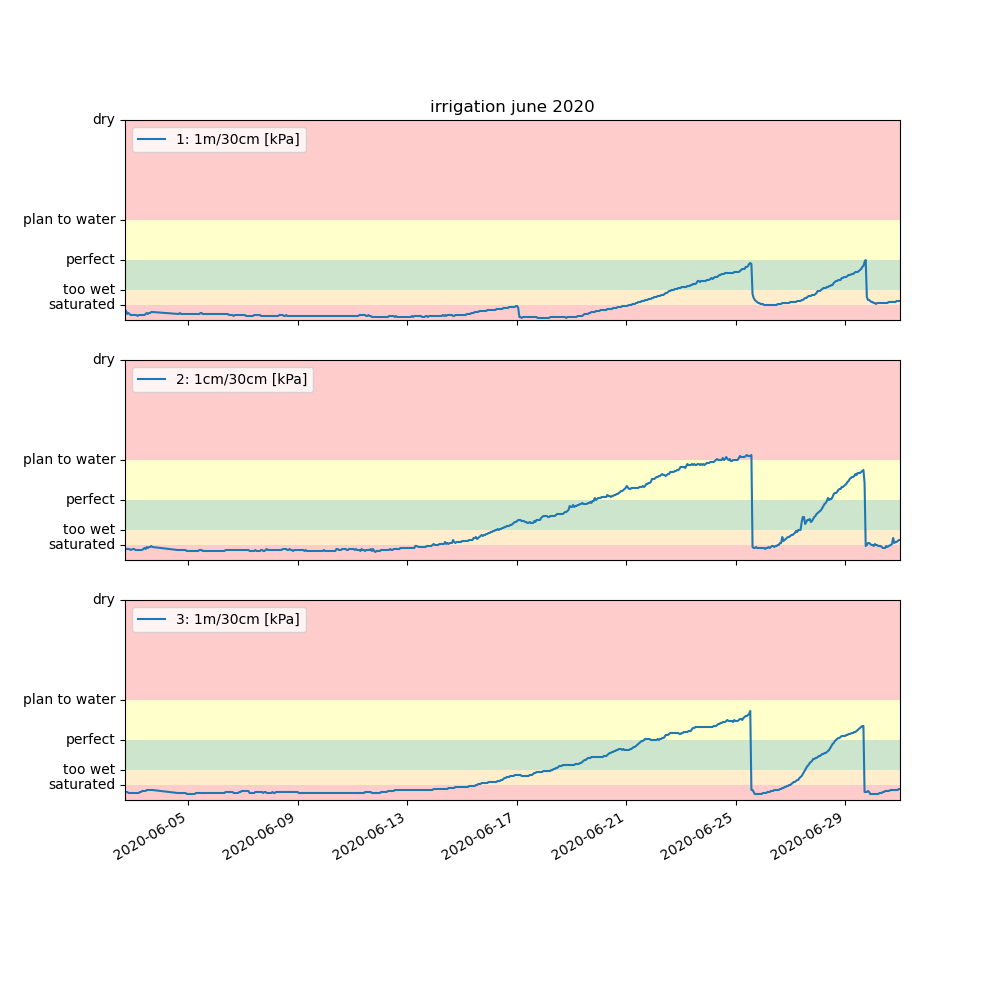 irrigation june 2020
dry
1: 1m/30cm [kPa]
plan to water
perfect
too wet
saturated
dry
2: 1cm/30cm [kPa]
plan to water
perfect
too wet
saturated
dry
3: 1m/30cm [kPa]
plan to water
perfect
too wet
saturated
2020-06-05
2020-06-09
2020-06-13
2020-06-17
2020-06-21
2020-06-25
2020-06-29